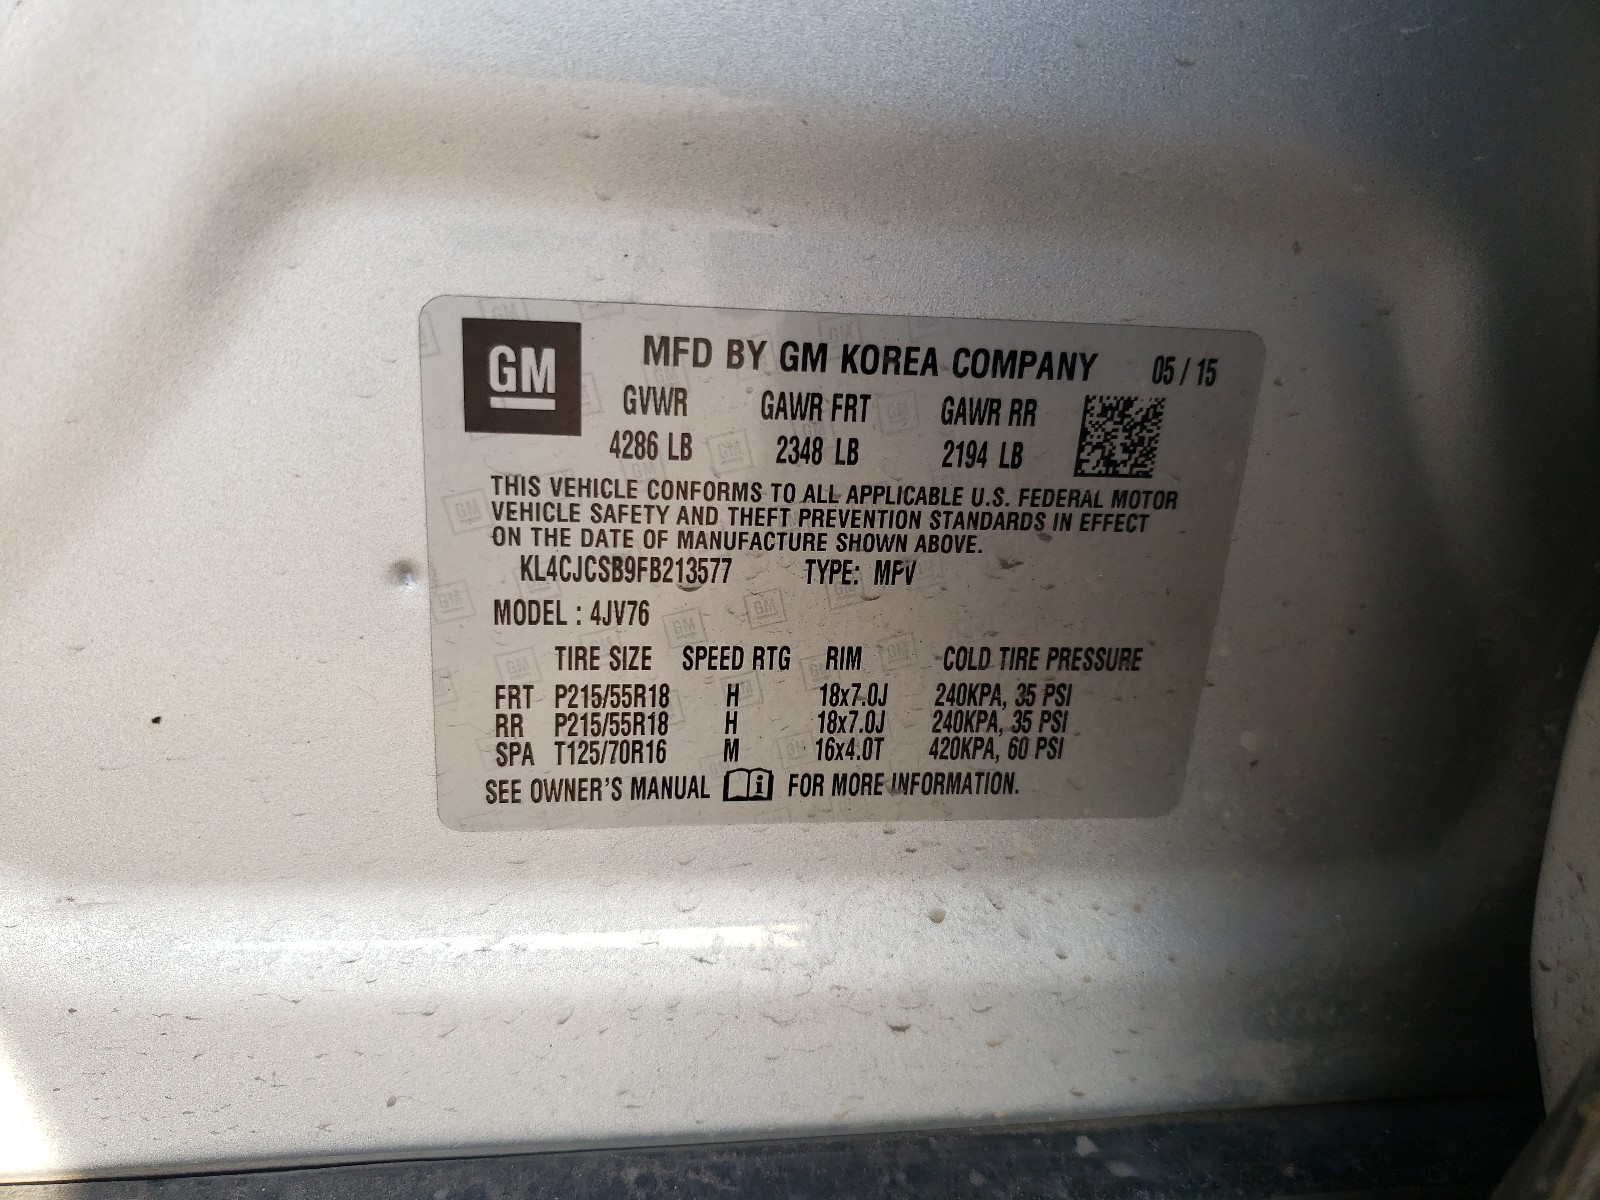 GM
MFD BY GM KOREA COMPANY 05 / 15
GVWR GAWR FRT GAWR RR
4286 LB 2348 LB 2194 LB
THIS VEHICLE CONFORMS TO ALL APPLICABLE U.S. FEDERAL MOTOR
VEHICLE SAFETY AND THEFT PREVENTION STANDARDS IN EFFECT
ON THE DATE OF MANUFACTURE SHOWN ABOVE.
KL4CJCSB9FB213577 TYPE: MPV
MODEL : 4JV76
TIRE SIZE SPEED RTG RIM COLD TIRE PRESSURE
FRT P215/55R18 H 18x7.0J 240KPA, 35 PSI
RR P215/55R18 H 18x7.0J 240KPA, 35 PSI
SPA T125/70R16 M 16x4.0T 420KPA, 60 PSI
SEE OWNER'S MANUAL FOR MORE INFORMATION.